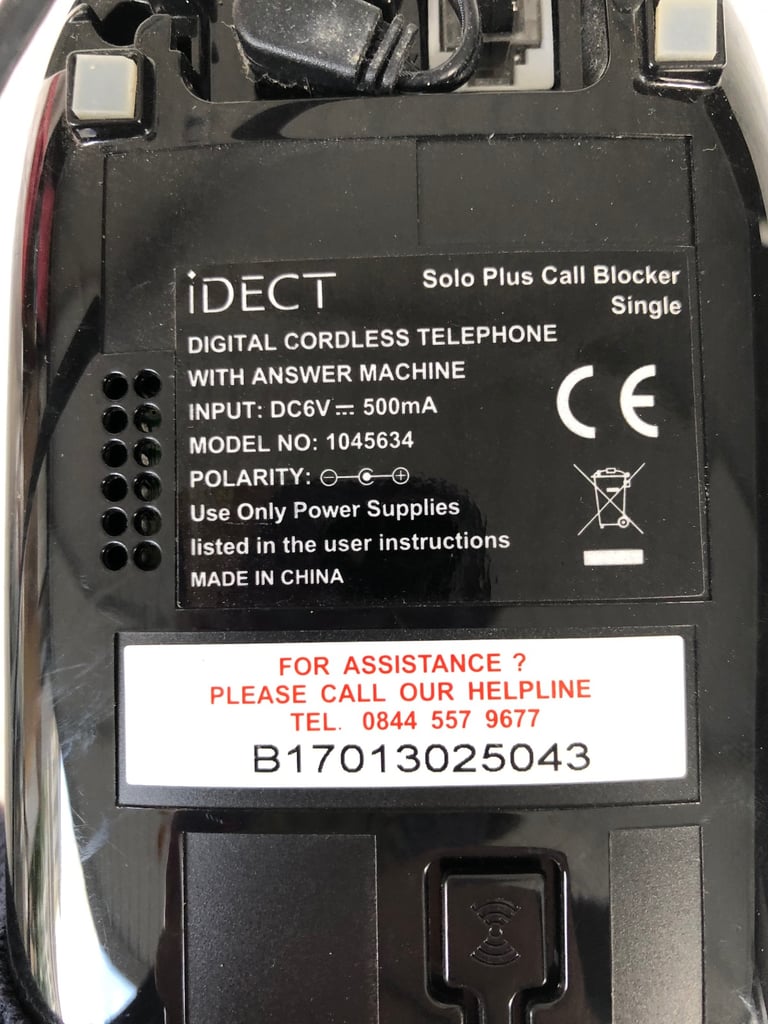 iDECT
Solo Plus Call Blocker
Single
DIGITAL CORDLESS TELEPHONE
WITH ANSWER MACHINE
INPUT: DC6V ⎓ 500mA
MODEL NO: 1045634
POLARITY:
Use Only Power Supplies
listed in the user instructions
MADE IN CHINA
CE
FOR ASSISTANCE ?
PLEASE CALL OUR HELPLINE
TEL. 0844 557 9677
B17013025043